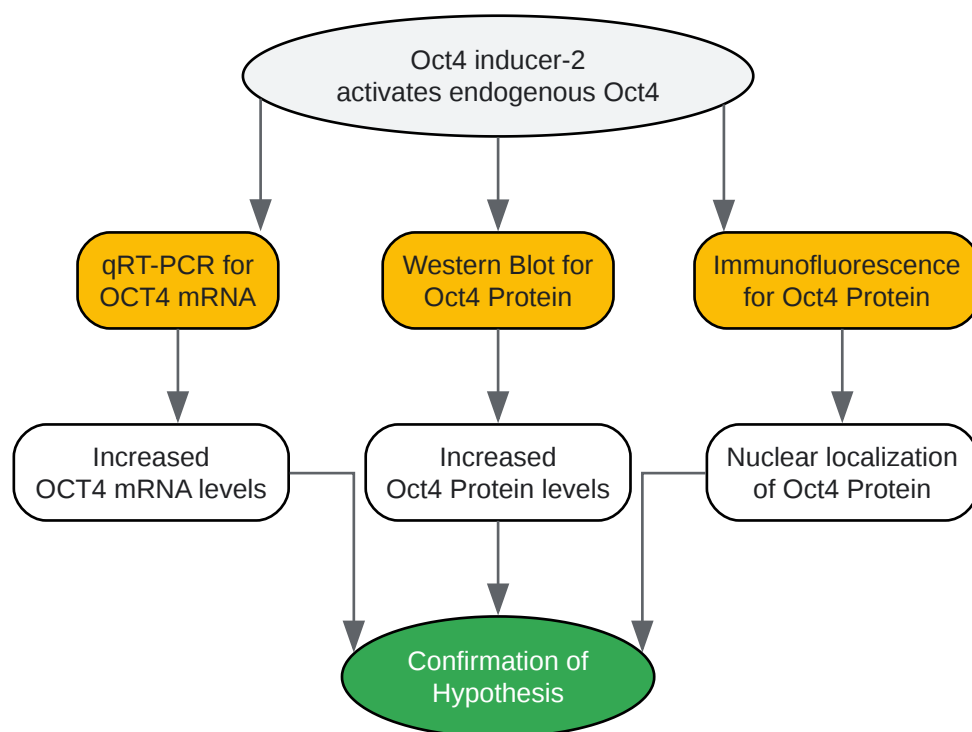 Oct4 inducer-2
activates endogenous Oct4
qRT-PCR for
OCT4 mRNA
Western Blot for
Oct4 Protein
Immunofluorescence
for Oct4 Protein
Increased
OCT4 mRNA levels
Increased
Oct4 Protein levels
Nuclear localization
of Oct4 Protein
Confirmation of
Hypothesis